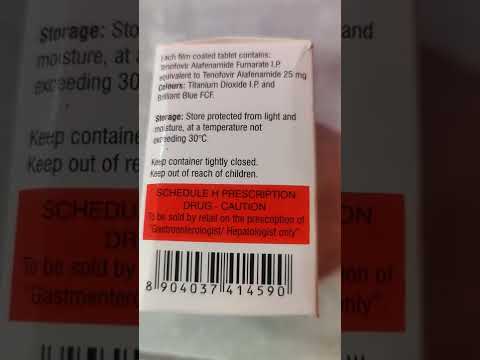 Each film coated tablet contains:
Tenofovir Alafenamide Fumarate I.P.
equivalent to Tenofovir Alafenamide 25 mg
Colours: Titanium Dioxide I.P. and
Brilliant Blue FCF.
Storage: Store protected from light and
moisture, at a temperature not
exceeding 30°C.
Keep container tightly closed.
Keep out of reach of children.
SCHEDULE H PRESCRIPTION
DRUG - CAUTION
To be sold by retail on the prescription of
"Gastroenterologist/ Hepatologist only"
8 904037 414590